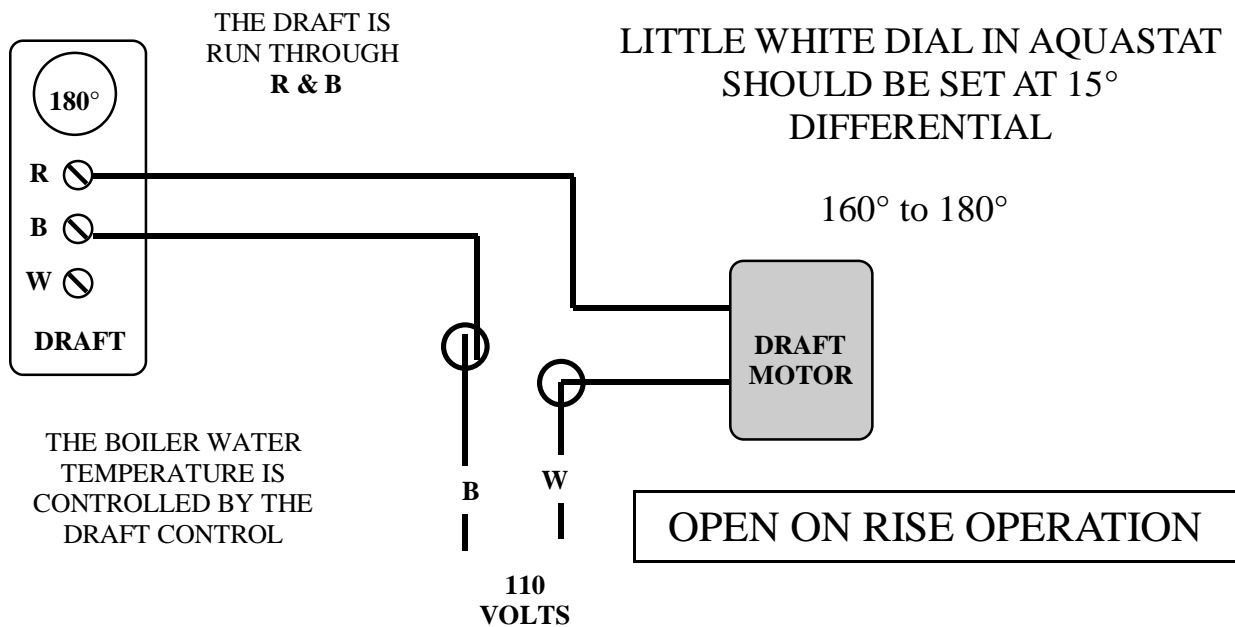 THE DRAFT IS
RUN THROUGH
R & B
LITTLE WHITE DIAL IN AQUASTAT
SHOULD BE SET AT 15°
DIFFERENTIAL
160° to 180°
180°
R
B
W
DRAFT
DRAFT
MOTOR
THE BOILER WATER
TEMPERATURE IS
CONTROLLED BY THE
DRAFT CONTROL
B
W
110
VOLTS
OPEN ON RISE OPERATION